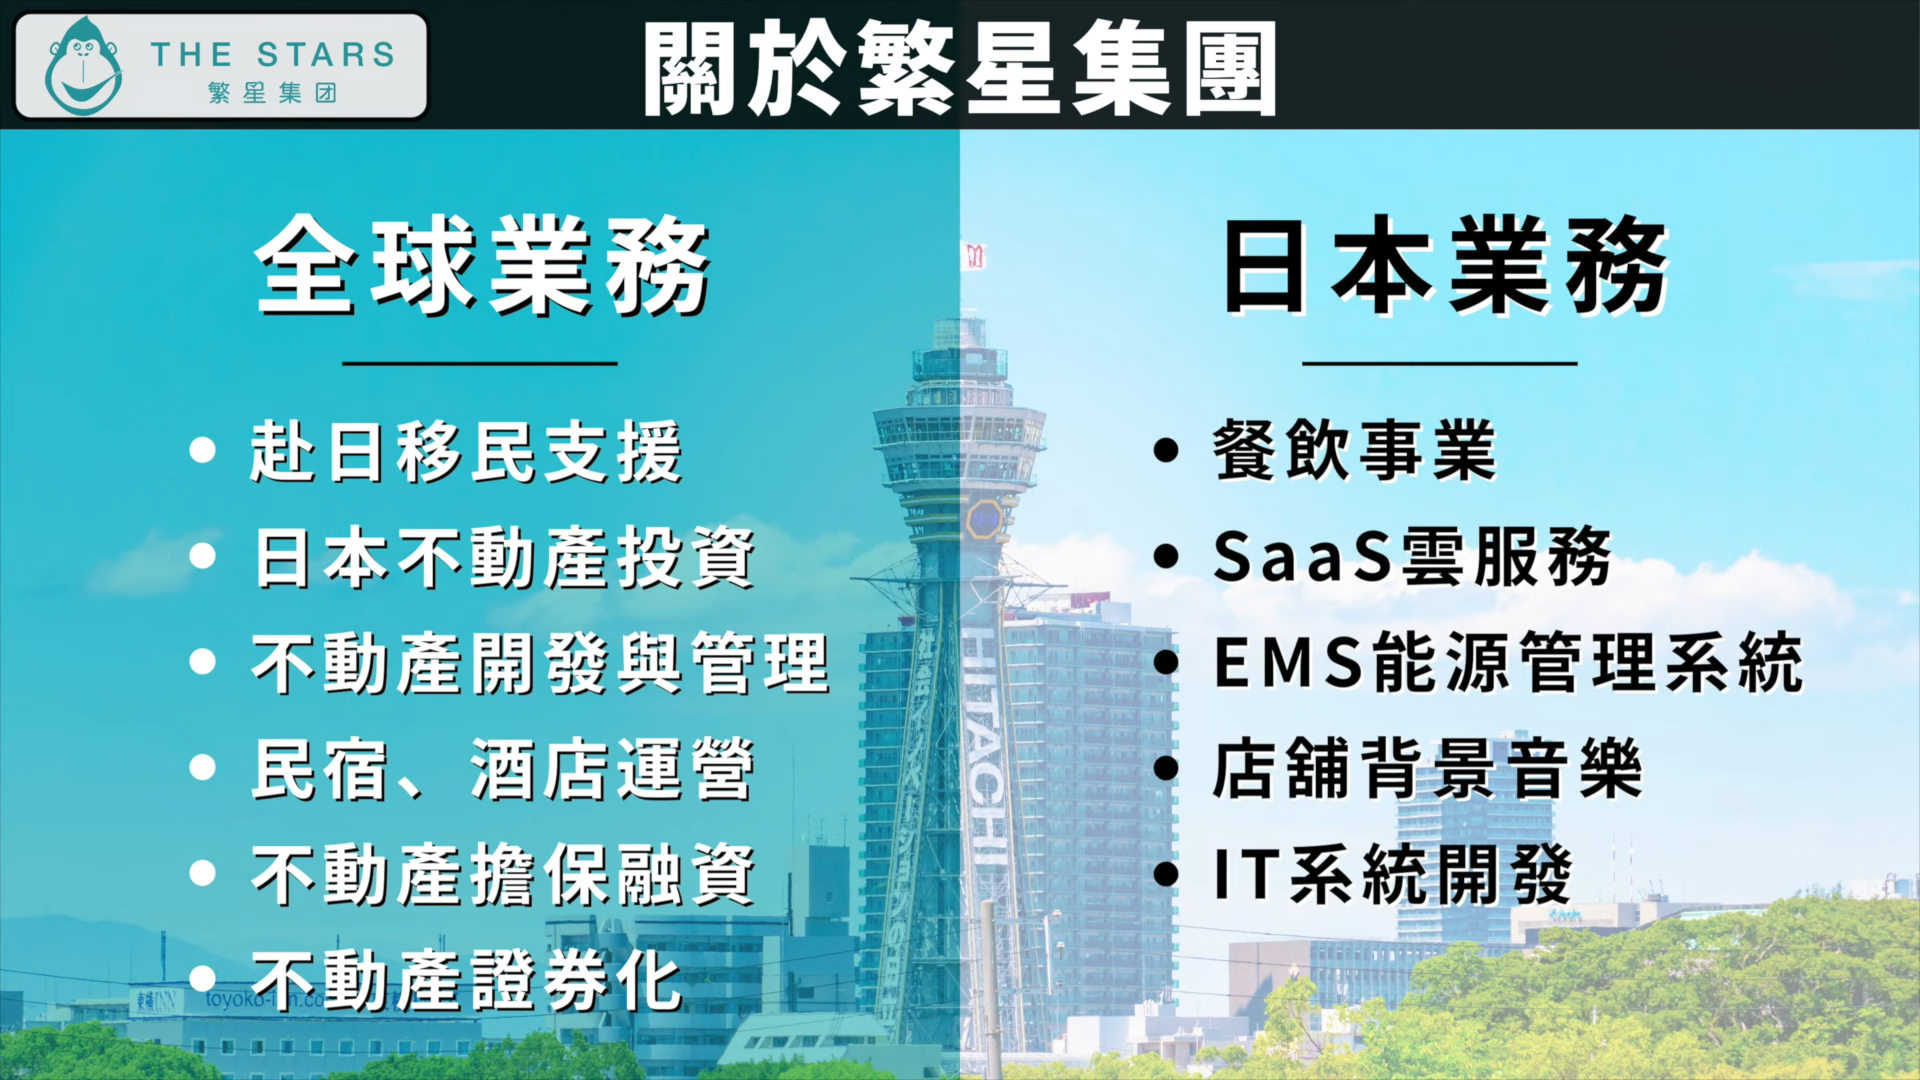 THE STARS
繁星集团
關於繁星集團
全球業務
赴日移民支援
日本不動產投資
不動產開發與管理
民宿、酒店運營
不動產擔保融資
不動產證券化
日本業務
餐飲事業
SaaS雲服務
EMS能源管理系統
店舖背景音樂
IT系統開發
HITACHI